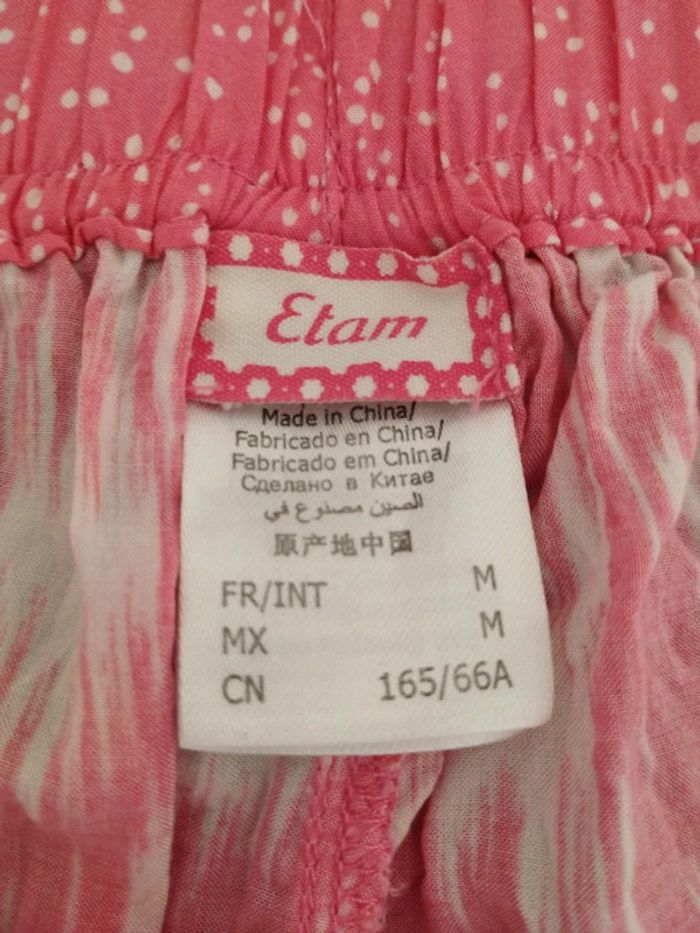 Etam
Made in China/
Fabricado en China/
Fabricado em China/
Сделано в Китае
الصين مصنوع في
原产地中国
FR/INT M
MX M
CN 165/66A